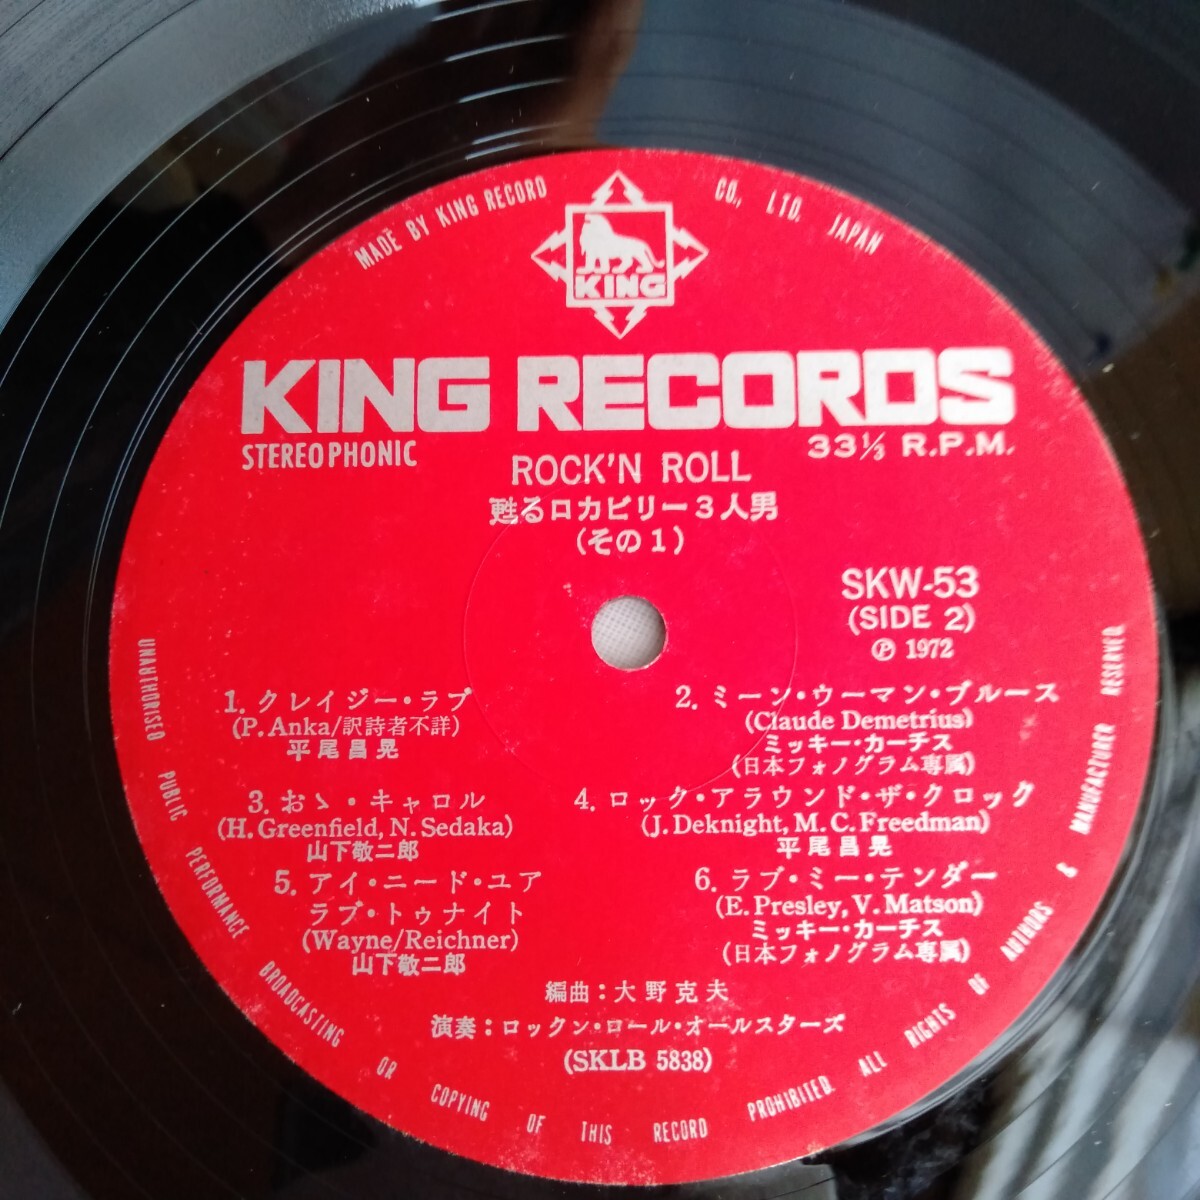 MADE BY KING RECORD CO., LTD. JAPAN
KING
KING RECORDS
STEREOPHONIC
33⅓ R.P.M.
ROCK'N ROLL
甦るロカビリー3人男
(その1)
SKW-53
(SIDE 2)
Ⓟ 1972
1. クレイジー・ラブ
(P. Anka/訳詩者不詳)
平尾昌晃
2. ミーン・ウーマン・ブルース
(Claude Demetrius)
ミッキー・カーチス
(日本フォノグラム専属)
3. おゝ・キャロル
(H. Greenfield, N. Sedaka)
山下敬二郎
4. ロック・アラウンド・ザ・クロック
(J. Deknight, M. C. Freedman)
平尾昌晃
5. アイ・ニード・ユア
ラブ・トゥナイト
(Wayne/Reichner)
山下敬二郎
6. ラブ・ミー・テンダー
(E. Presley, V. Matson)
ミッキー・カーチス
(日本フォノグラム専属)
編曲：大野克夫
演奏：ロックン・ロール・オールスターズ
(SKLB 5838)
UNAUTHORISED PUBLIC PERFORMANCE BROADCASTING OR COPYING OF THIS RECORD PROHIBITED. ALL RIGHTS OF AUTHORS & MANUFACTURER RESERVED.